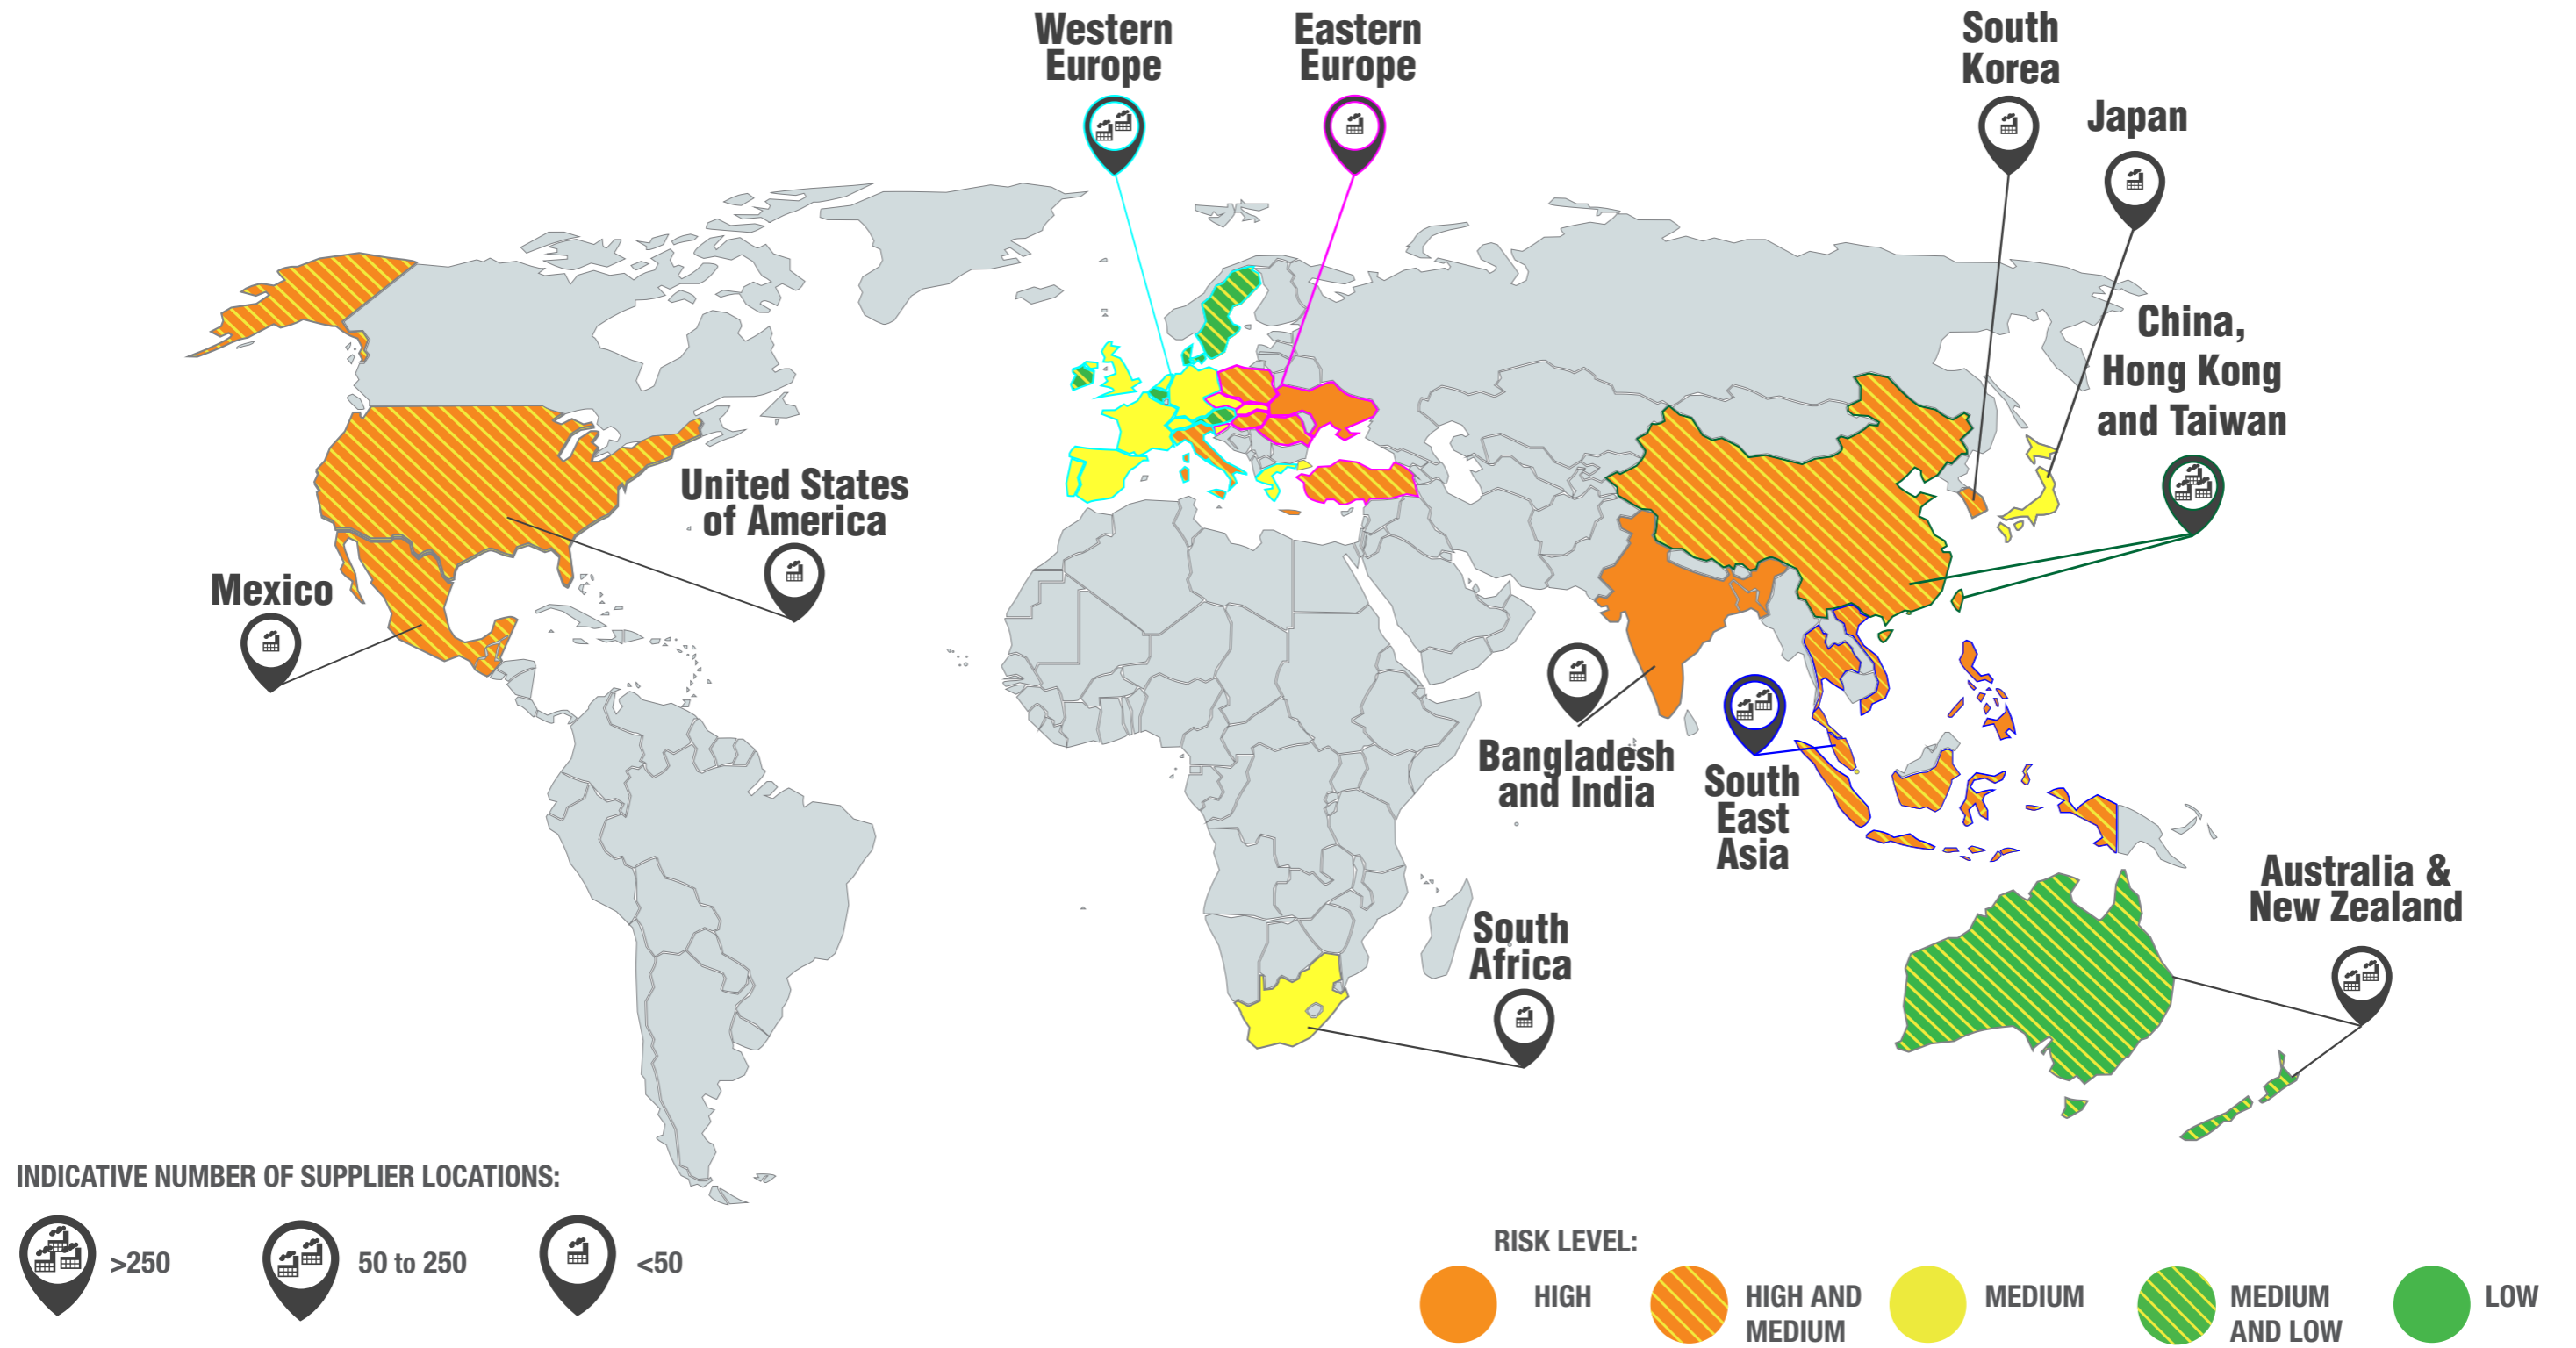 Western
Europe
Eastern
Europe
South
Korea
Japan
China,
Hong Kong
and Taiwan
United States
of America
Mexico
Bangladesh
and India
South
East
Asia
Australia &
New Zealand
South
Africa
INDICATIVE NUMBER OF SUPPLIER LOCATIONS:
>250
50 to 250
<50
RISK LEVEL:
HIGH
HIGH AND
MEDIUM
MEDIUM
MEDIUM
AND LOW
LOW